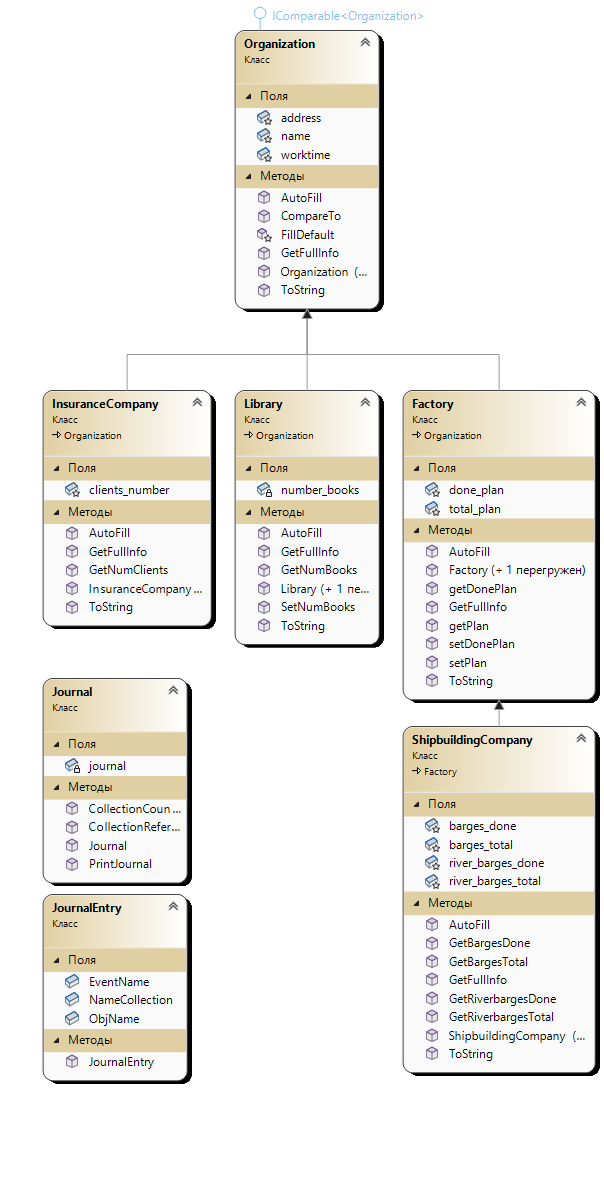 IComparable<Organization>
Organization
Класс
Поля
address
name
worktime
Методы
AutoFill
CompareTo
FillDefault
GetFullInfo
Organization (...
ToString
InsuranceCompany
Класс
Organization
Поля
clients_number
Методы
AutoFill
GetFullInfo
GetNumClients
InsuranceCompany ...
ToString
Library
Класс
Organization
Поля
number_books
Методы
AutoFill
GetFullInfo
GetNumBooks
Library (+ 1 пе...
SetNumBooks
ToString
Factory
Класс
Organization
Поля
done_plan
total_plan
Методы
AutoFill
Factory (+ 1 перегружен)
getDonePlan
GetFullInfo
getPlan
setDonePlan
setPlan
ToString
Journal
Класс
Поля
journal
Методы
CollectionCoun ...
CollectionRefer...
Journal
PrintJournal
ShipbuildingCompany
Класс
Factory
Поля
barges_done
barges_total
river_barges_done
river_barges_total
Методы
AutoFill
GetBargesDone
GetBargesTotal
GetFullInfo
GetRiverbargesDone
GetRiverbargesTotal
ShipbuildingCompany (...
ToString
JournalEntry
Класс
Поля
EventName
NameCollection
ObjName
Методы
JournalEntry